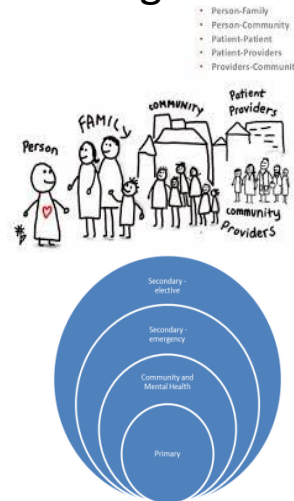 g
• Person-Family
• Person-Community
• Patient-Patient
• Patient-Providers
• Providers-Communit
Person
FAMILY
COMMUNITY
Patient
Providers
community
Providers
Secondary -
elective
Secondary -
emergency
Community and
Mental Health
Primary